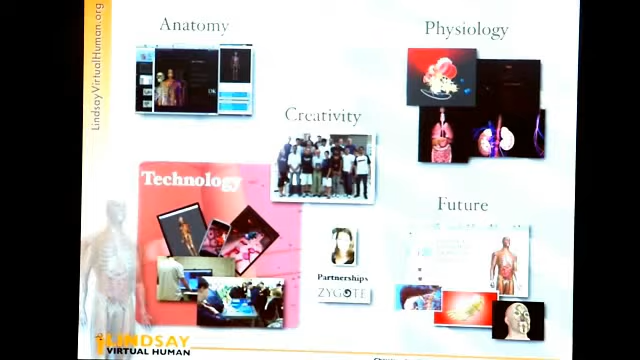 LindsayVirtualHuman.org
Anatomy
Physiology
Creativity
Technology
Future
Partnerships
ZYGOTE
LINDSAY
VIRTUAL HUMAN